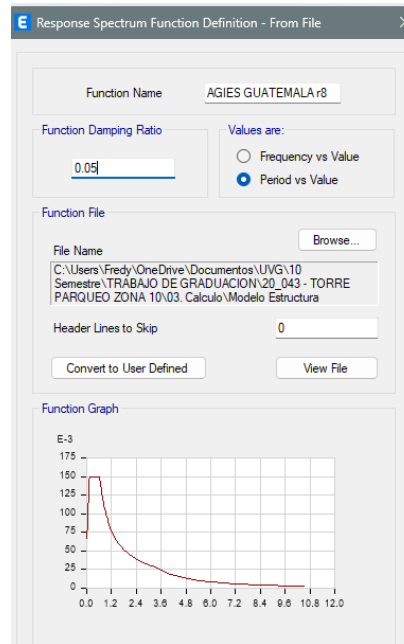 E Response Spectrum Function Definition - From File
Function Name AGIES GUATEMALA r8
Function Damping Ratio
0.05
Values are:
Frequency vs Value
Period vs Value
Function File
Browse...
File Name
C:\Users\Fredy\OneDrive\Documentos\UVG\10
Semestre\TRABAJO DE GRADUACION\20_043 - TORRE
PARQUEO ZONA 10\03. Calculo\Modelo Estructura
Header Lines to Skip 0
Convert to User Defined View File
Function Graph
E-3
175
150
125
100
75
50
25
0
0.0 1.2 2.4 3.6 4.8 6.0 7.2 8.4 9.6 10.8 12.0